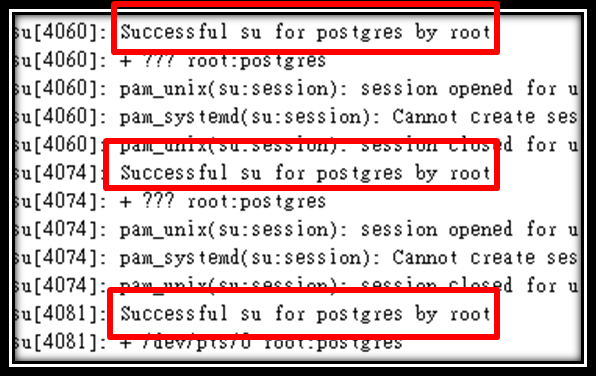 su[4060]: Successful su for postgres by root
su[4060]: + ??? root:postgres
su[4060]: pam_unix(su:session): session opened for u
su[4060]: pam_systemd(su:session): Cannot create ses
su[4060]: pam_unix(su:session): session closed for u
su[4074]: Successful su for postgres by root
su[4074]: + ??? root:postgres
su[4074]: pam_unix(su:session): session opened for u
su[4074]: pam_systemd(su:session): Cannot create ses
su[4074]: pam_unix(su:session): session closed for u
su[4081]: Successful su for postgres by root
su[4081]: + /dev/pts/0 root:postgres